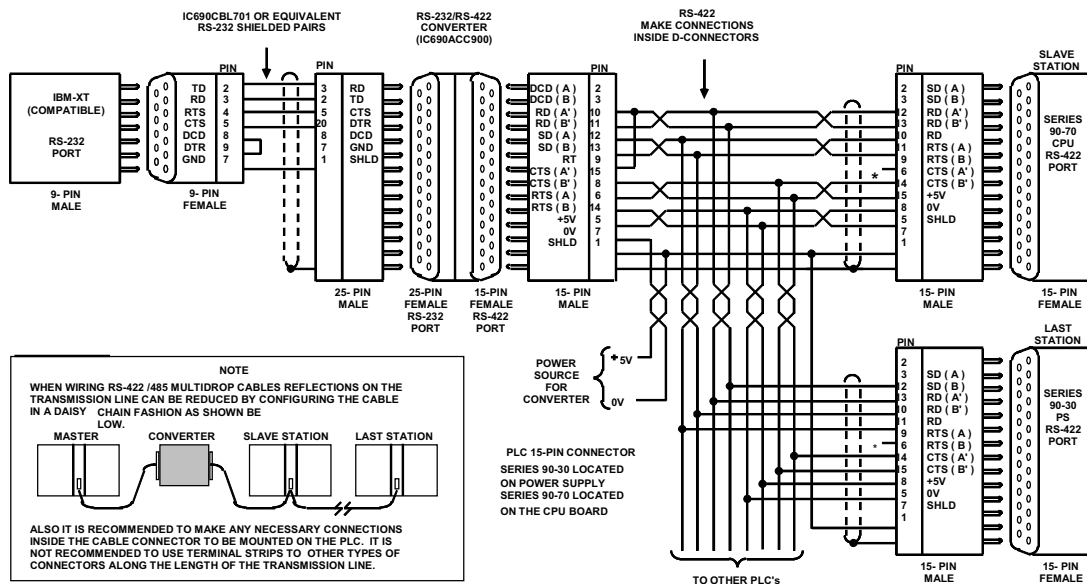 IC690CBL701 OR EQUIVALENT
RS-232 SHIELDED PAIRS
RS-232/RS-422
CONVERTER
(IC690ACC900)
RS-422
MAKE CONNECTIONS
INSIDE D-CONNECTORS
SLAVE
STATION
IBM-XT
(COMPATIBLE)
RS-232
PORT
9- PIN
MALE
PIN
TD 2
RD 3
RTS 4
CTS 5
DCD 8
DTR 9
GND 7
9- PIN
FEMALE
PIN
3 RD
2 TD
5 CTS
20 DTR
8 DCD
7 GND
1 SHLD
25- PIN
MALE
25-PIN
FEMALE
RS-232
PORT
15-PIN
FEMALE
RS-422
PORT
PIN
DCD ( A ) 2
DCD ( B ) 3
RD ( A' ) 10
RD ( B' ) 11
SD ( A ) 12
SD ( B ) 13
RT 9
CTS ( A' ) 15
CTS ( B' ) 8
RTS ( A ) 6
RTS ( B ) 14
+5V 5
0V 7
SHLD 1
15- PIN
MALE
PIN
2 SD ( A )
3 SD ( B )
12 RD ( A' )
13 RD ( B' )
10 RD
11 RTS ( A )
9 RTS ( B )
* 6 CTS ( A' )
14 CTS ( B' )
15 +5V
8 0V
5 SHLD
7
1
15- PIN
MALE
SERIES
90-70
CPU
RS-422
PORT
15- PIN
FEMALE
LAST
STATION
PIN
2
3 SD ( A )
12 SD ( B )
13 RD ( A' )
10 RD ( B' )
11 RD
9 RTS ( A )
* 6 RTS ( B )
14 CTS ( A' )
15 CTS ( B' )
8 +5V
5 0V
7 SHLD
1
15- PIN
MALE
SERIES
90-30
PS
RS-422
PORT
15- PIN
FEMALE
POWER
SOURCE
FOR
CONVERTER
+ 5V
0V
PLC 15-PIN CONNECTOR
SERIES 90-30 LOCATED
ON POWER SUPPLY
SERIES 90-70 LOCATED
ON THE CPU BOARD
TO OTHER PLC's
NOTE
WHEN WIRING RS-422 /485 MULTIDROP CABLES REFLECTIONS ON THE
TRANSMISSION LINE CAN BE REDUCED BY CONFIGURING THE CABLE
IN A DAISY CHAIN FASHION AS SHOWN BE
LOW.
MASTER
CONVERTER
SLAVE STATION
LAST STATION
ALSO IT IS RECOMMENDED TO MAKE ANY NECESSARY CONNECTIONS
INSIDE THE CABLE CONNECTOR TO BE MOUNTED ON THE PLC. IT IS
NOT RECOMMENDED TO USE TERMINAL STRIPS TO OTHER TYPES OF
CONNECTORS ALONG THE LENGTH OF THE TRANSMISSION LINE.